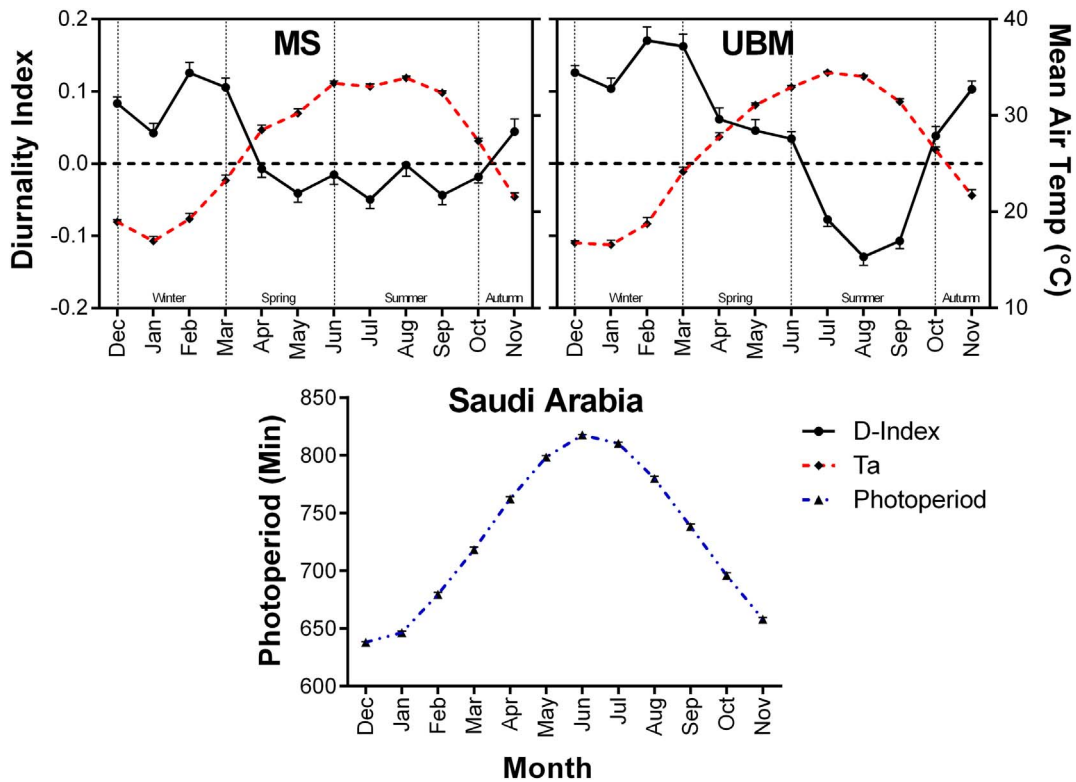 MS
UBM
Diurnality Index
0.2
0.1
0.0
-0.1
-0.2
Winter
Spring
Summer
Autumn
Dec
Jan
Feb
Mar
Apr
May
Jun
Jul
Aug
Sep
Oct
Nov
Winter
Spring
Summer
Autumn
Dec
Jan
Feb
Mar
Apr
May
Jun
Jul
Aug
Sep
Oct
Nov
40
30
20
10
Mean Air Temp (°C)
Saudi Arabia
Photoperiod (Min)
850
800
750
700
650
600
Dec
Jan
Feb
Mar
Apr
May
Jun
Jul
Aug
Sep
Oct
Nov
Month
D-Index
Ta
Photoperiod